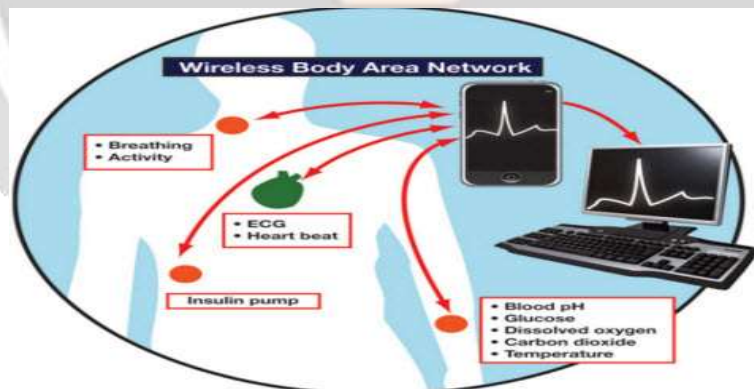 Wireless Body Area Network
• Breathing
• Activity
• ECG
• Heart beat
Insulin pump
• Blood pH
• Glucose
• Dissolved oxygen
• Carbon dioxide
• Temperature